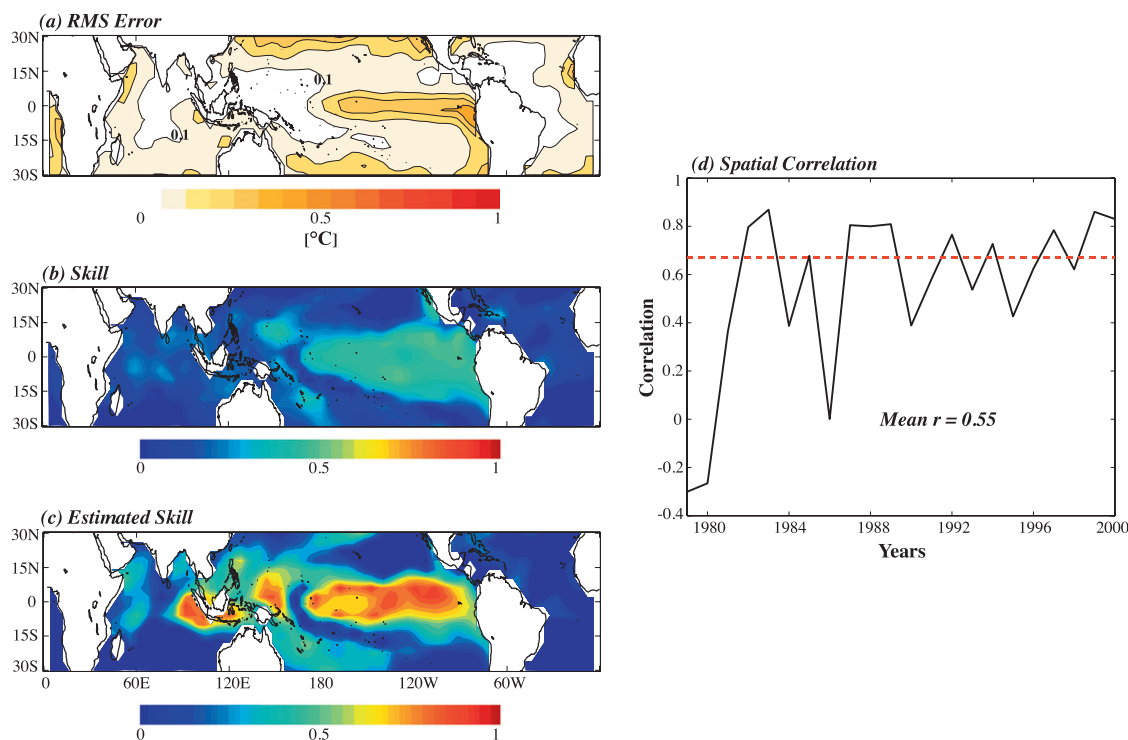 (a) RMS Error
30N
15N
0
15S
30S
0.1
0.1
0
0.5
1
[°C]
(b) Skill
30N
15N
0
15S
30S
0
0.5
1
(c) Estimated Skill
30N
15N
0
15S
30S
0
60E
120E
180
120W
60W
0
0.5
1
(d) Spatial Correlation
1
0.8
0.6
0.4
0.2
0
-0.2
-0.4
Correlation
Mean r = 0.55
1980
1984
1988
1992
1996
2000
Years